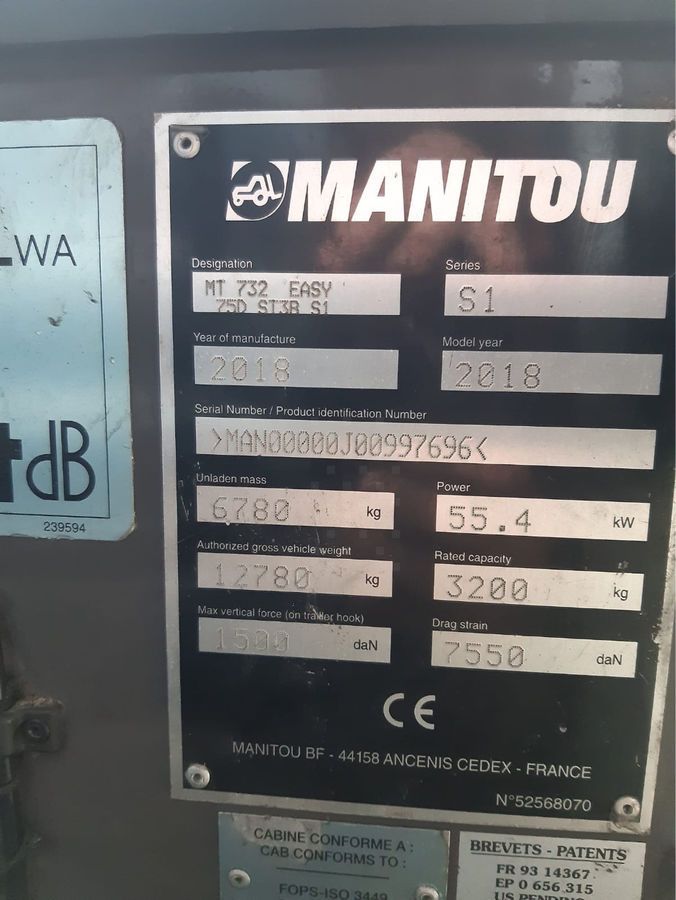 LWA
dB
239594
MANITOU
Designation
MT 732 EASY
75D ST3B S1
Series
S1
Year of manufacture
2018
Model year
2018
Serial Number / Product identification Number
>MAN00000J00997696<
Unladen mass
6780 kg
Power
55.4 kW
Authorized gross vehicle weight
12780 kg
Rated capacity
3200 kg
Max vertical force (on trailer hook)
1500 daN
Drag strain
7550 daN
CE
MANITOU BF - 44158 ANCENIS CEDEX - FRANCE
N°52568070
CABINE CONFORME A :
CAB CONFORMS TO :
FOPS-ISO 3449
BREVETS - PATENTS
FR 93 14367
EP 0 656 315
US PENDING